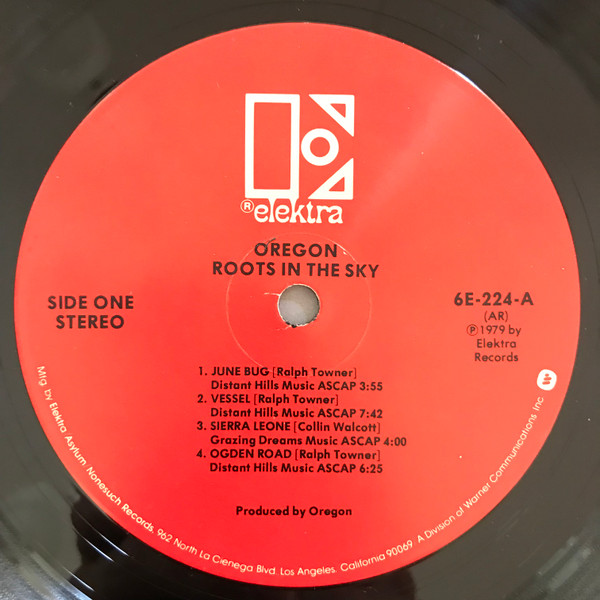 ® elektra
OREGON
ROOTS IN THE SKY
SIDE ONE
STEREO
6E-224-A
(AR)
℗ 1979 by
Elektra
Records
1. JUNE BUG [Ralph Towner]
Distant Hills Music ASCAP 3:55
2. VESSEL [Ralph Towner]
Distant Hills Music ASCAP 7:42
3. SIERRA LEONE [Collin Walcott]
Grazing Dreams Music ASCAP 4:00
4. OGDEN ROAD [Ralph Towner]
Distant Hills Music ASCAP 6:25
Produced by Oregon
Mfg. by Elektra Asylum Nonesuch Records, 962 North La Cienega Blvd. Los Angeles, California 90069 A Division of Warner Communications Inc